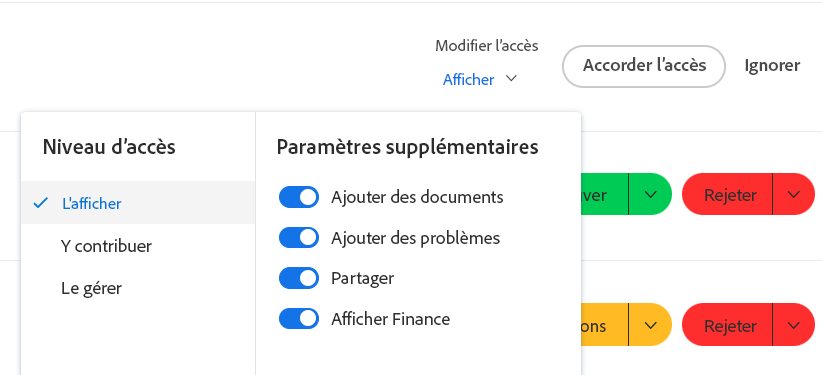 Modifier l'accès
Afficher
Accorder l'accès
Ignorer
Niveau d'accès
L'afficher
Y contribuer
Le gérer
Paramètres supplémentaires
Ajouter des documents
Ajouter des problèmes
Partager
Afficher Finance
ver
Rejeter
ons
Rejeter